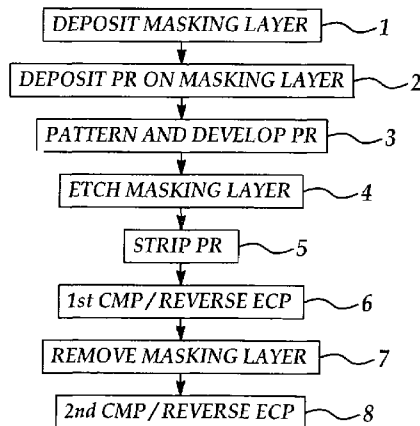 DEPOSIT MASKING LAYER 1
DEPOSIT PR ON MASKING LAYER 2
PATTERN AND DEVELOP PR 3
ETCH MASKING LAYER 4
STRIP PR 5
1st CMP / REVERSE ECP 6
REMOVE MASKING LAYER 7
2nd CMP / REVERSE ECP 8